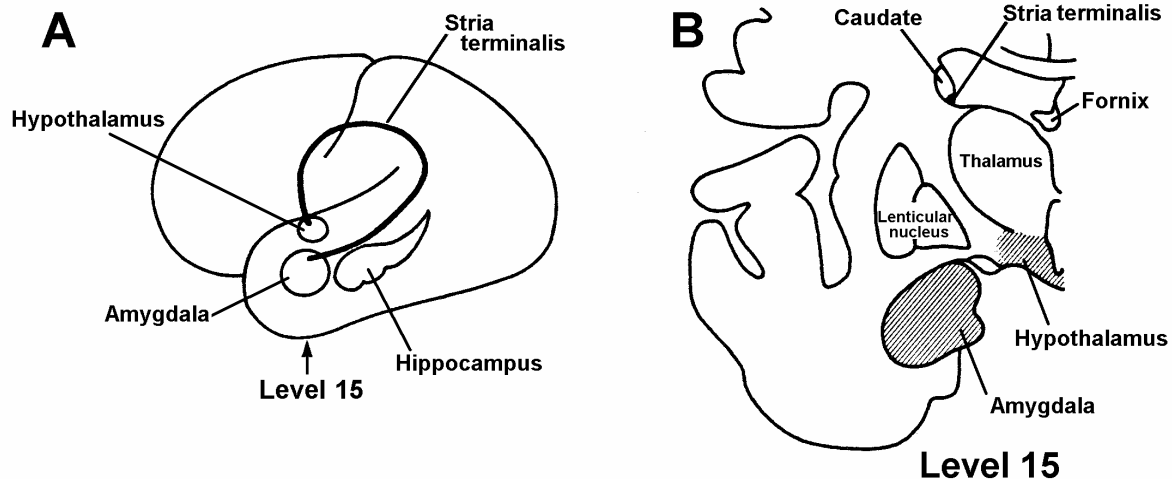 A
Stria
terminalis
Hypothalamus
Amygdala
Hippocampus
Level 15
B
Caudate
Stria terminalis
Fornix
Thalamus
Lenticular
nucleus
Hypothalamus
Amygdala
Level 15